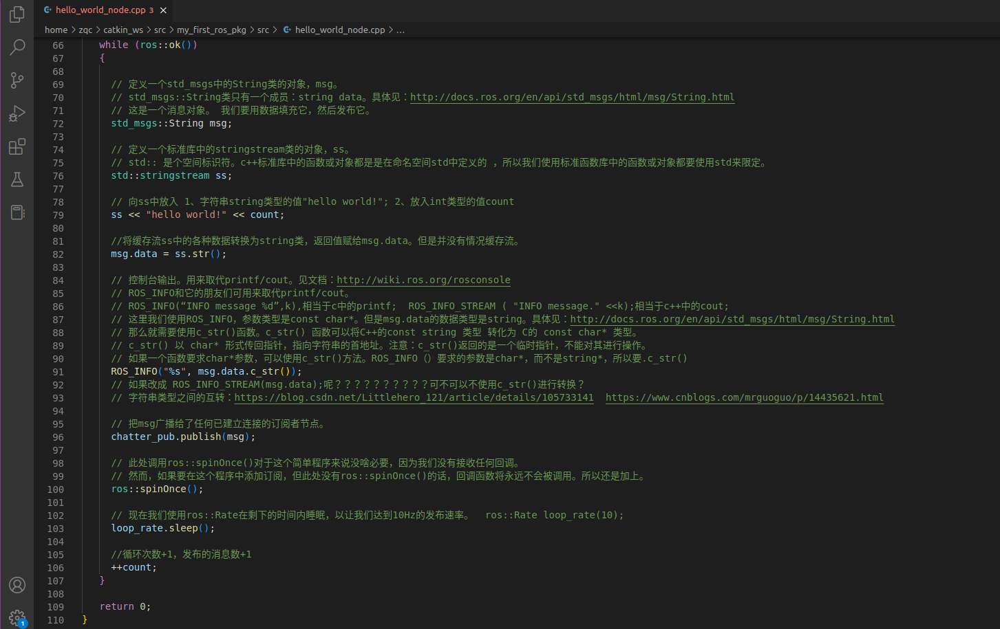 hello_world_node.cpp 3
home > zqc > catkin_ws > src > my_first_ros_pkg > src > hello_world_node.cpp > ...
66 while (ros::ok())
67 {
68
69 // 定义一个std_msgs中的String类的对象，msg。
70 // std_msgs::String类只有一个成员：string data。具体见：http://docs.ros.org/en/api/std_msgs/html/msg/String.html
71 // 这是一个消息对象。 我们要用数据填充它，然后发布它。
72 std_msgs::String msg;
73
74 // 定义一个标准库中的stringstream类的对象，ss。
75 // std:: 是个空间标识符。c++标准库中的函数或对象都是是在命名空间std中定义的 ，所以我们使用标准函数库中的函数或对象都要使用std来限定。
76 std::stringstream ss;
77
78 // 向ss中放入 1、字符串string类型的值"hello world!"; 2、放入int类型的值count
79 ss << "hello world!" << count;
80
81 //将缓存流ss中的各种数据转换为string类，返回值赋给msg.data。但是并没有情况缓存流。
82 msg.data = ss.str();
83
84 // 控制台输出。用来取代printf/cout。见文档：http://wiki.ros.org/rosconsole
85 // ROS_INFO和它的朋友们可用来取代printf/cout。
86 // ROS_INFO(“INFO message %d”,k),相当于c中的printf;  ROS_INFO_STREAM ( "INFO message." <<k);相当于c++中的cout;
87 // 这里我们使用ROS_INFO，参数类型是const char*。但是msg.data的数据类型是string。具体见：http://docs.ros.org/en/api/std_msgs/html/msg/String.html
88 // 那么就需要使用c_str()函数。c_str() 函数可以将C++的const string 类型 转化为 C的 const char* 类型。
89 // c_str() 以 char* 形式传回指针，指向字符串的首地址。注意：c_str()返回的是一个临时指针，不能对其进行操作。
90 // 如果一个函数要求char*参数，可以使用c_str()方法。ROS_INFO（）要求的参数是char*，而不是string*，所以要.c_str()
91 ROS_INFO("%s", msg.data.c_str());
92 // 如果改成 ROS_INFO_STREAM(msg.data);呢？？？？？？？？？？可不可以不使用c_str()进行转换？
93 // 字符串类型之间的互转：https://blog.csdn.net/Littlehero_121/article/details/105733141  https://www.cnblogs.com/mrguoguo/p/14435621.html
94
95 // 把msg广播给了任何已建立连接的订阅者节点。
96 chatter_pub.publish(msg);
97
98 // 此处调用ros::spinOnce()对于这个简单程序来说没啥必要，因为我们没有接收任何回调。
99 // 然而，如果要在这个程序中添加订阅，但此处没有ros::spinOnce()的话，回调函数将永远不会被调用。所以还是加上。
100 ros::spinOnce();
101
102 // 现在我们使用ros::Rate在剩下的时间内睡眠，以让我们达到10Hz的发布速率。  ros::Rate loop_rate(10);
103 loop_rate.sleep();
104
105 //循环次数+1，发布的消息数+1
106 ++count;
107 }
108
109 return 0;
110 }
1